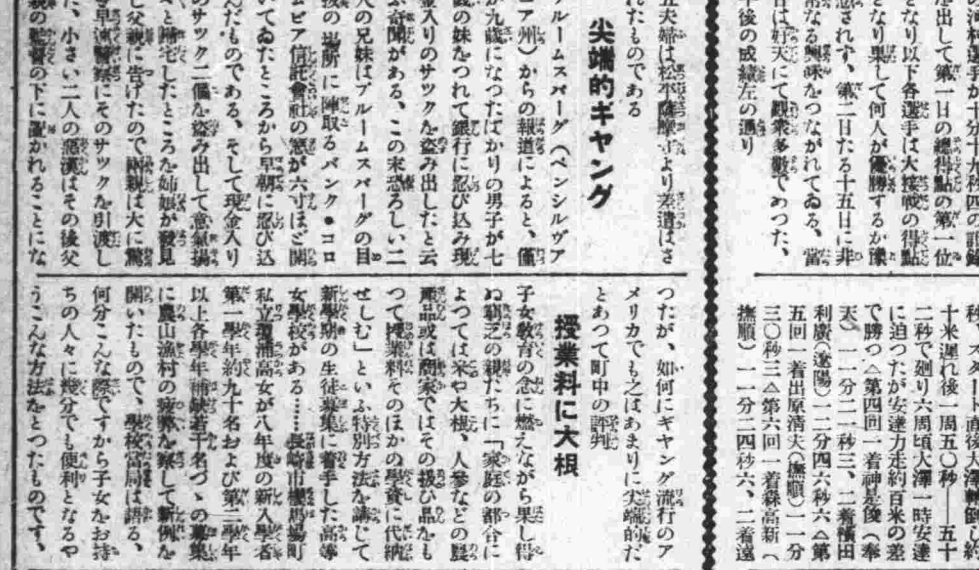 を出して第一日の總得點の第一位
となり以下各選手は大接戰の得點
となり果して何人が優勝するか豫
想されず、第二日たる十五日に非
常なる興味をつながれてゐる、當
日は好天にて觀衆多數であつた、
午後の成績左の通り
十米遲れ後一周五〇秒――五十
二秒で廻り六周頃大澤一時安達
に迫つたが安達力走約百米の差
で勝つ△第四回一着神是俊(奉
天)一一分二一秒三、二着横田
利廣(遼陽)一二分四六秒六△第
五回一着出原清夫(撫順)一一分
三〇秒三△第六回一着森高新(
撫順)一一分二四秒六、二着遠
れたものである
尖端的ギャング
ブルームスバーグ(ペンシルヴァ
ニア州)からの報道によると、僅
か九歳になつたばかりの男子が七
歳の妹をつれて銀行に忍び込み現
金入りのサツクを盗み出したと云
ふ奇聞がある、この末恐ろしい二
人の兄妹はブルームスバーグの目
抜の場所に陣取るバンク・コロ
ムビア信託會社の窓が六寸ほど開
いてゐたところから早朝に忍び込
んだものである、そして現金入り
のサツク二個を盗み出して意氣揚
々と歸宅したところを姉娘が發見
し父親に告げたので兩親は大に驚
き早速警察にそのサツクを引渡し
た、小さい二人の惡漢はその後父
親の監督の下に置かれることにな
つたが、如何にギヤング流行のア
メリカでも之はあまりに尖端的だ
とあつて町中の評判
授業料に大根
子女教育の念に燃えながら果し得
ぬ窮乏の親たちに「家庭の都合に
よつては米や大根、人參などの農
産品或は商家ではその扱ひ品をも
つて授業料そのほかの學資に代納
せしむ」といふ特別方法を講じて
新學期の生徒募集に着手した高等
女學校がある……長崎市樺島町
私立瓊浦高女が八年度の新入學者
第一學年約九十名および第二學年
以上各學年補缺若干名づゝの募集
に農山漁村の疲弊を察して新例を
開いたもので、學校當局は語る、
何分こんな際ですから子女をお持
ちの人々に幾分でも便利となるや
うこんな方法をとつたものです、